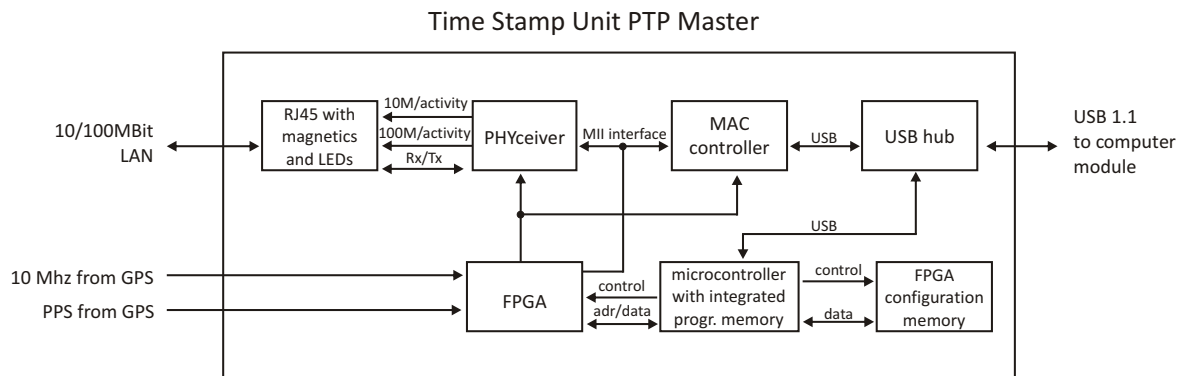 Time Stamp Unit PTP Master
10/100MBit
LAN
RJ45 with
magnetics
and LEDs
10M/activity
100M/activity
Rx/Tx
PHYceiver
MII interface
MAC
controller
USB
USB hub
USB 1.1
to computer
module
USB
10 Mhz from GPS
PPS from GPS
FPGA
control
adr/data
microcontroller
with integrated
progr. memory
control
data
FPGA
configuration
memory